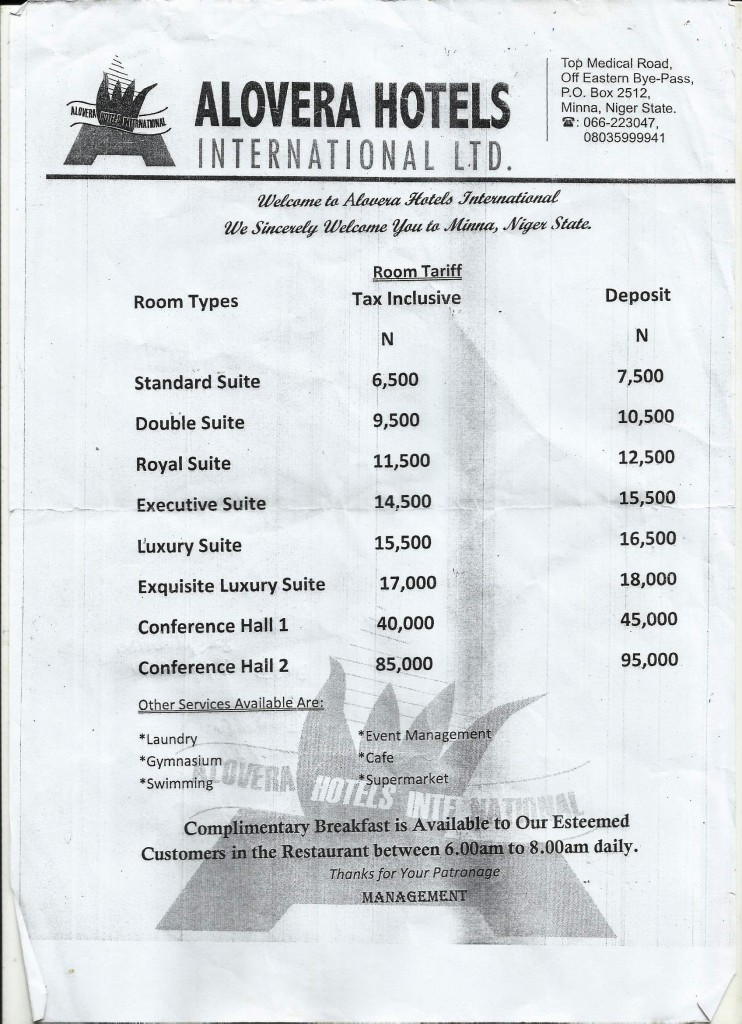 ALOVERA HOTELS INTERNATIONAL
ALOVERA HOTELS
INTERNATIONAL LTD.
Top Medical Road,
Off Eastern Bye-Pass,
P.O. Box 2512,
Minna, Niger State.
☎: 066-223047,
08035999941
Welcome to Alovera Hotels International
We Sincerely Welcome You to Minna, Niger State.
Room Tariff
Room Types Tax Inclusive Deposit
N N
Standard Suite 6,500 7,500
Double Suite 9,500 10,500
Royal Suite 11,500 12,500
Executive Suite 14,500 15,500
Luxury Suite 15,500 16,500
Exquisite Luxury Suite 17,000 18,000
Conference Hall 1 40,000 45,000
Conference Hall 2 85,000 95,000
Other Services Available Are:
*Laundry *Event Management
*Gymnasium *Cafe
*Swimming *Supermarket
ALOVERA HOTELS INTERNATIONAL
Complimentary Breakfast is Available to Our Esteemed
Customers in the Restaurant between 6.00am to 8.00am daily.
Thanks for Your Patronage
MANAGEMENT